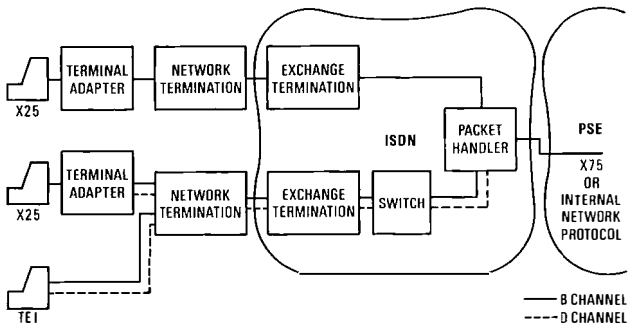 X25
TERMINAL
ADAPTER
NETWORK
TERMINATION
EXCHANGE
TERMINATION
ISDN
PACKET
HANDLER
PSE
X75
OR
INTERNAL
NETWORK
PROTOCOL
X25
TERMINAL
ADAPTER
NETWORK
TERMINATION
EXCHANGE
TERMINATION
SWITCH
TE1
B CHANNEL
D CHANNEL